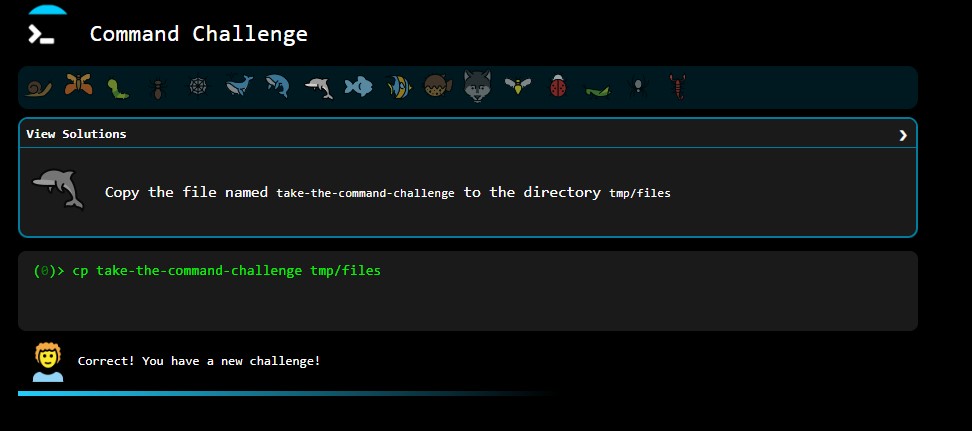 Command Challenge
View Solutions
Copy the file named take-the-command-challenge to the directory tmp/files
(0)> cp take-the-command-challenge tmp/files
Correct! You have a new challenge!